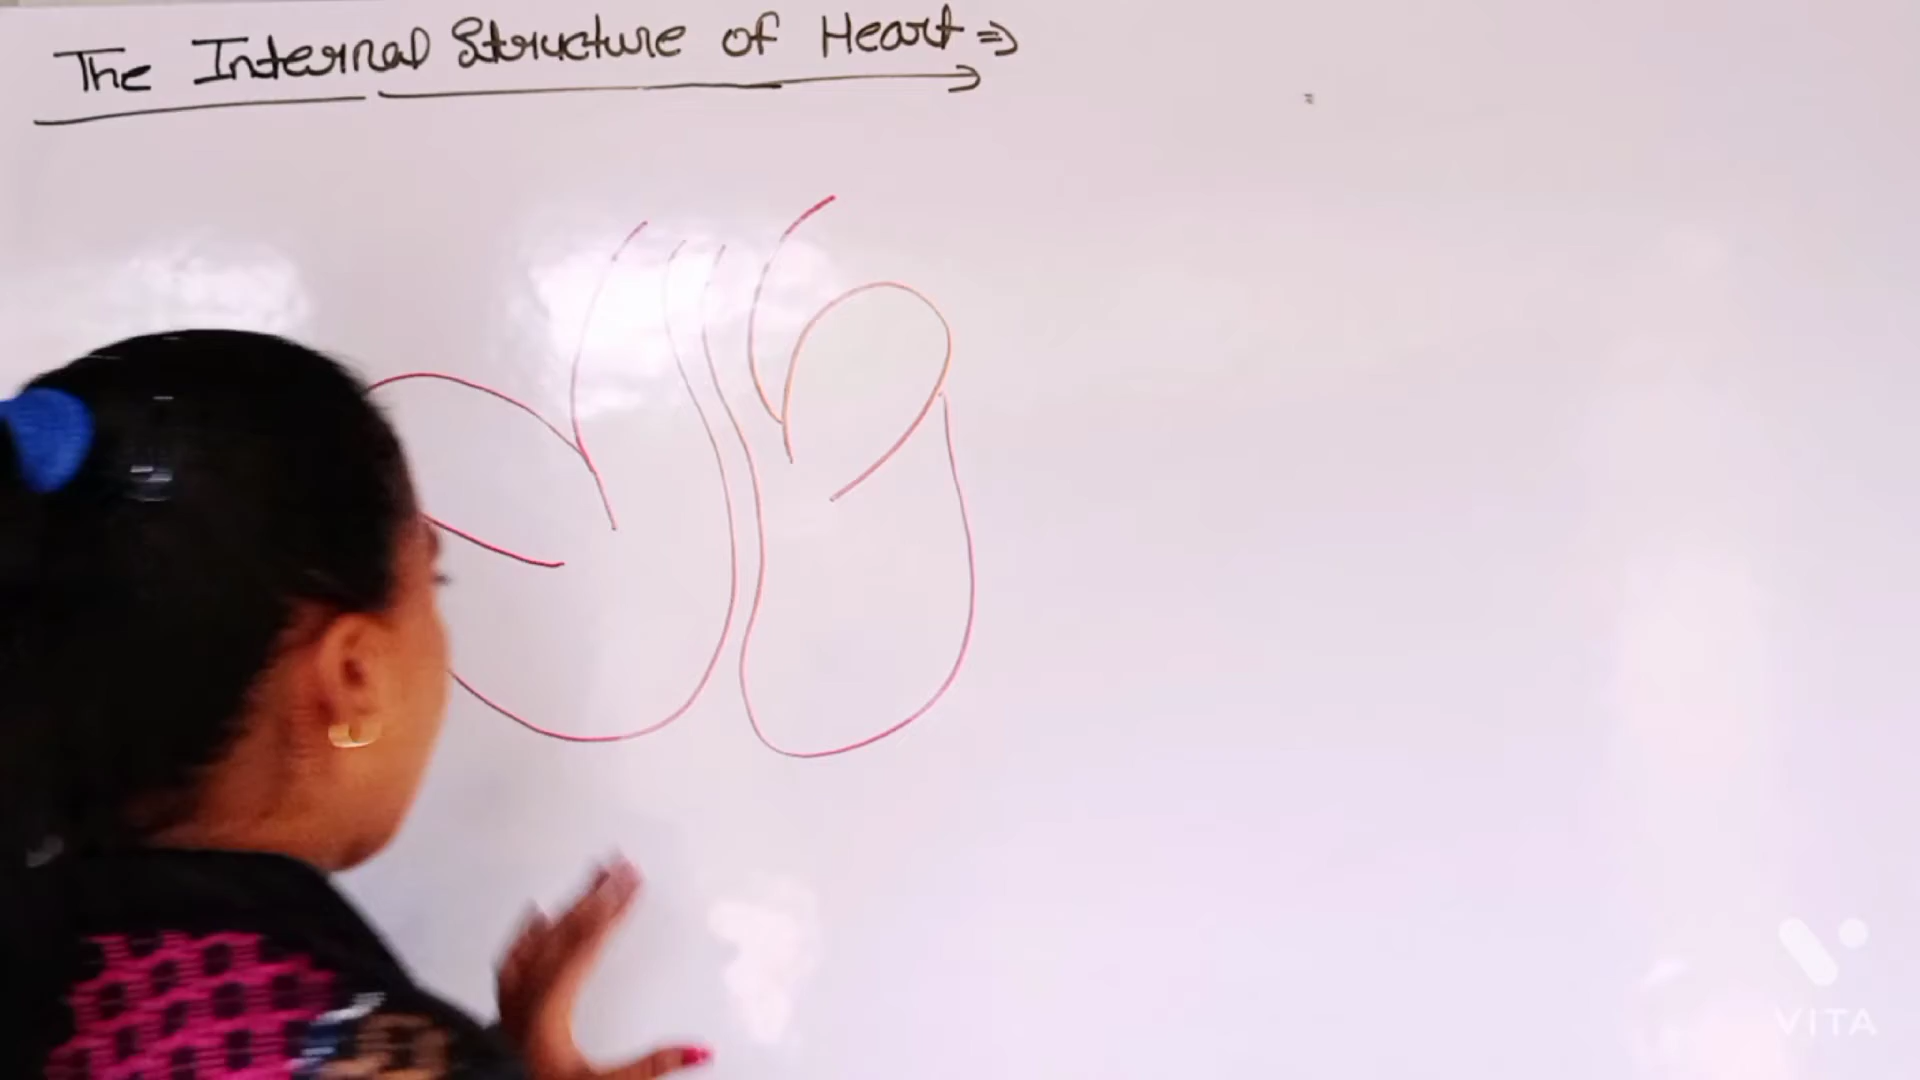 The Internal Structure of Heart ⇒
VITA